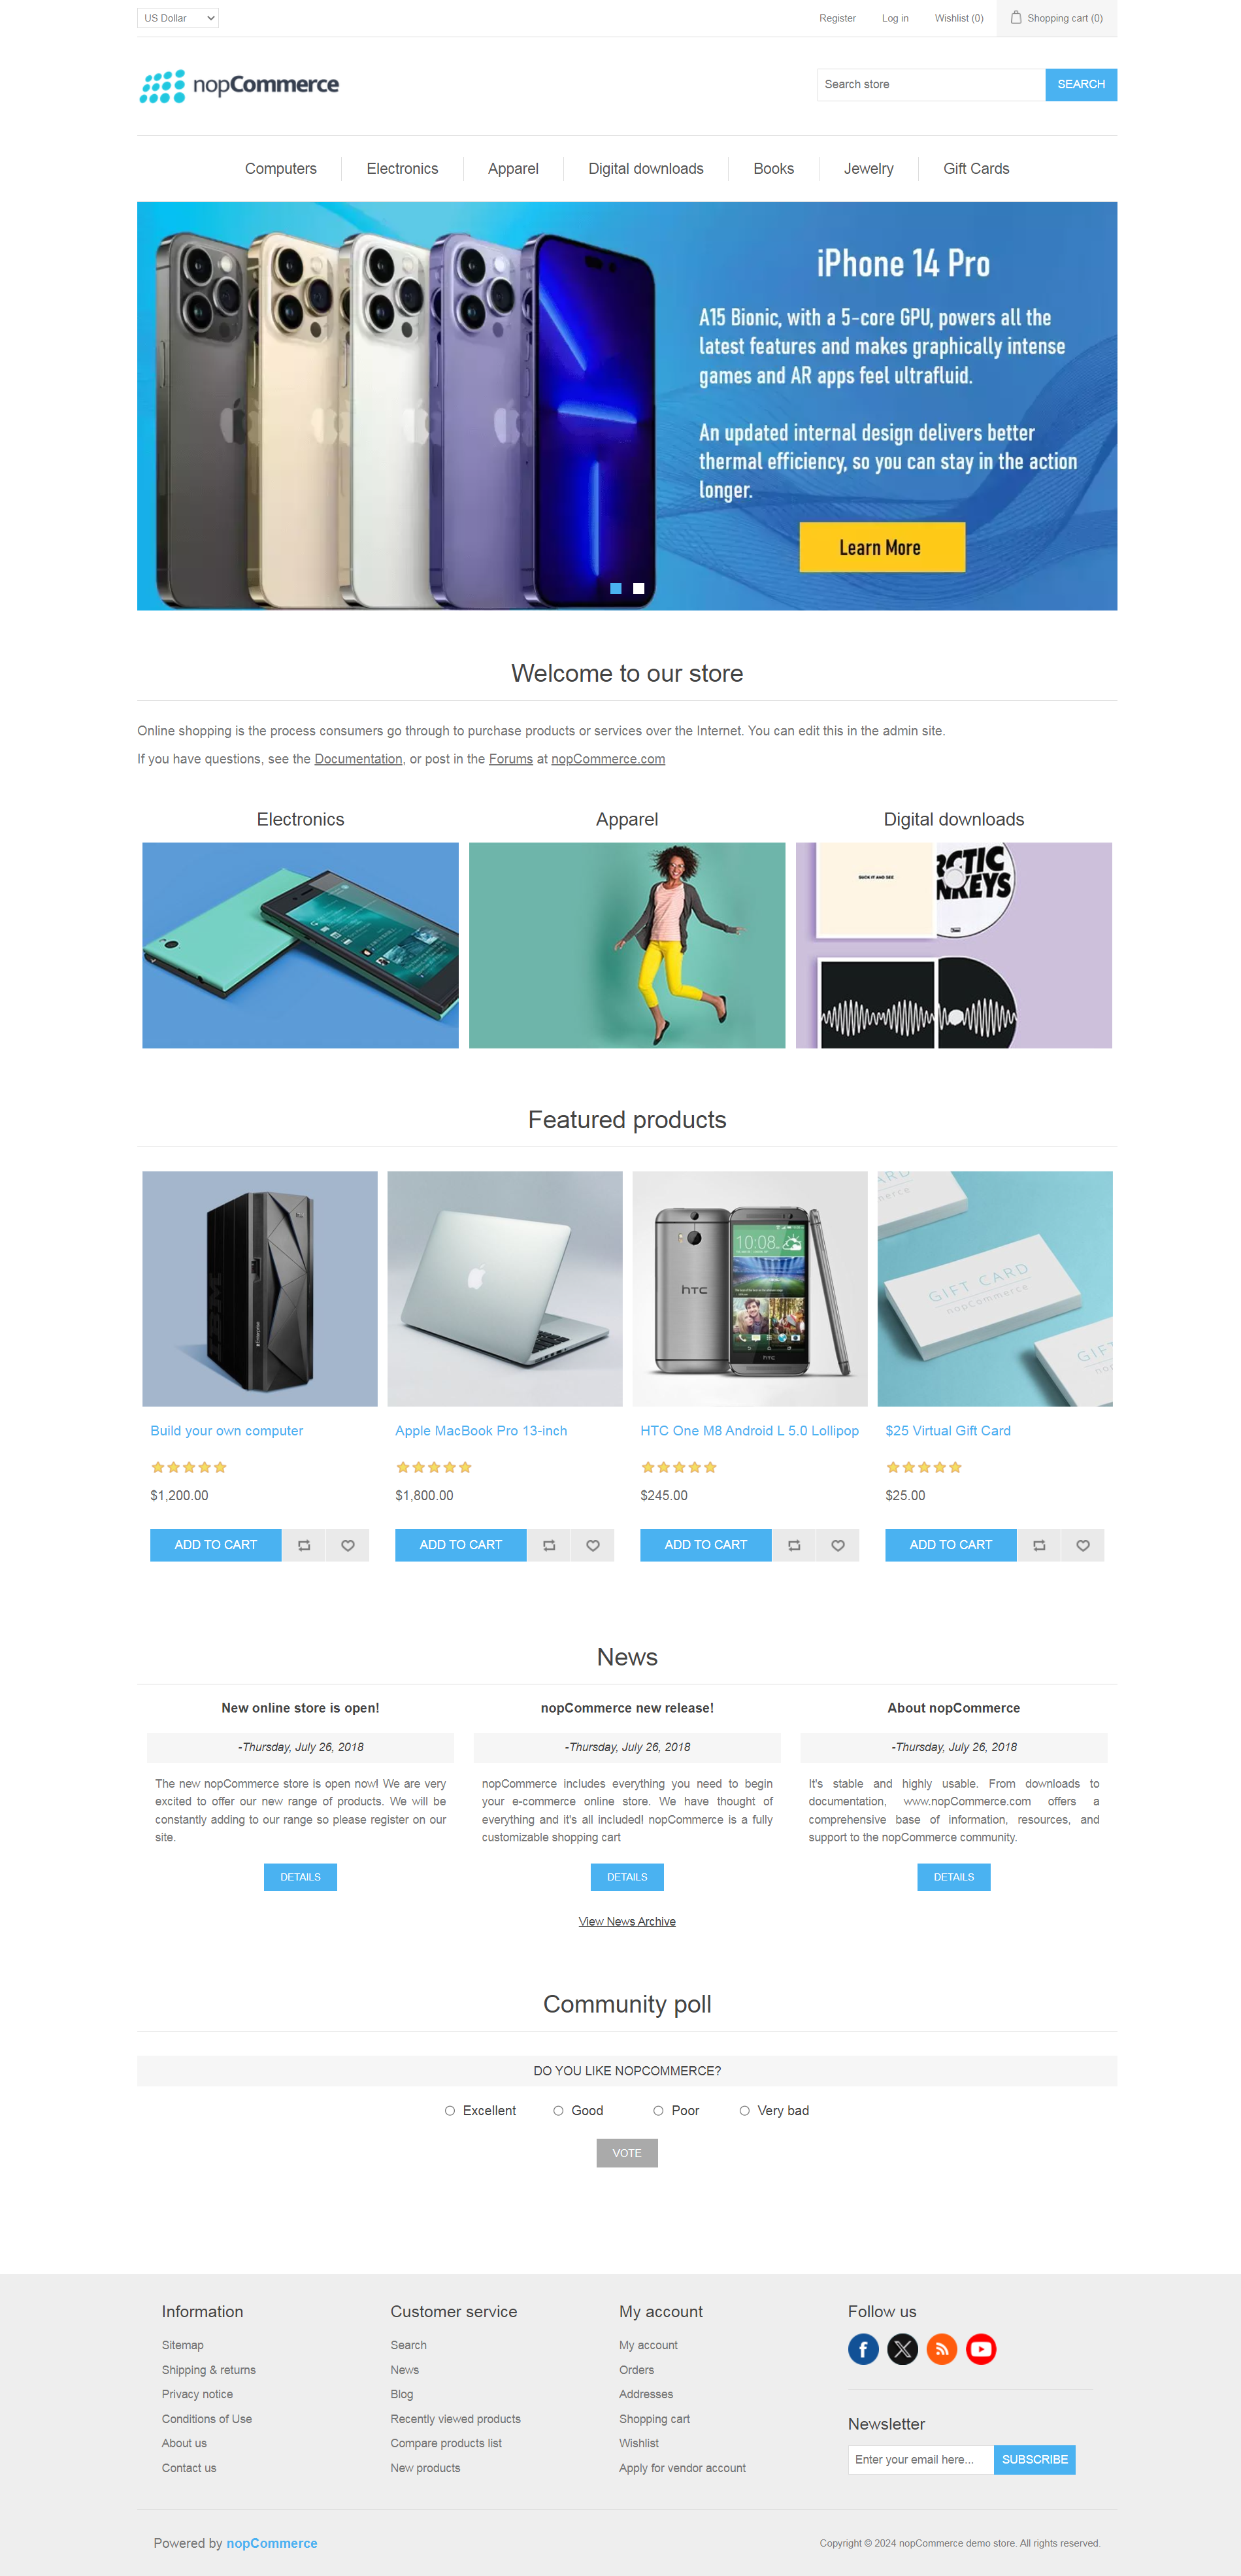 US Dollar
Register
Log in
Wishlist (0)
Shopping cart (0)
nopCommerce
Search store
SEARCH
Computers
Electronics
Apparel
Digital downloads
Books
Jewelry
Gift Cards
iPhone 14 Pro
A15 Bionic, with a 5-core GPU, powers all the
latest features and makes graphically intense
games and AR apps feel ultrafluid.
An updated internal design delivers better
thermal efficiency, so you can stay in the action
longer.
Learn More
Welcome to our store
Online shopping is the process consumers go through to purchase products or services over the Internet. You can edit this in the admin site.
If you have questions, see the Documentation, or post in the Forums at nopCommerce.com
Electronics
Apparel
Digital downloads
SUCK IT AND SEE
CTIC
NKEYS
Featured products
IBM
10:08
hTC
hTC
GIFT CARD
nopCommerce
GIFT
Build your own computer
Apple MacBook Pro 13-inch
HTC One M8 Android L 5.0 Lollipop
$25 Virtual Gift Card
$1,200.00
$1,800.00
$245.00
$25.00
ADD TO CART
ADD TO CART
ADD TO CART
ADD TO CART
News
New online store is open!
-Thursday, July 26, 2018
The new nopCommerce store is open now! We are very
excited to offer our new range of products. We will be
constantly adding to our range so please register on our
site.
DETAILS
nopCommerce new release!
-Thursday, July 26, 2018
nopCommerce includes everything you need to begin
your e-commerce online store. We have thought of
everything and it's all included! nopCommerce is a fully
customizable shopping cart
DETAILS
About nopCommerce
-Thursday, July 26, 2018
It's stable and highly usable. From downloads to
documentation, www.nopCommerce.com offers a
comprehensive base of information, resources, and
support to the nopCommerce community.
DETAILS
View News Archive
Community poll
DO YOU LIKE NOPCOMMERCE?
Excellent
Good
Poor
Very bad
VOTE
Information
Sitemap
Shipping & returns
Privacy notice
Conditions of Use
About us
Contact us
Customer service
Search
News
Blog
Recently viewed products
Compare products list
New products
My account
My account
Orders
Addresses
Shopping cart
Wishlist
Apply for vendor account
Follow us
Newsletter
Enter your email here...
SUBSCRIBE
Powered by nopCommerce
Copyright © 2024 nopCommerce demo store. All rights reserved.